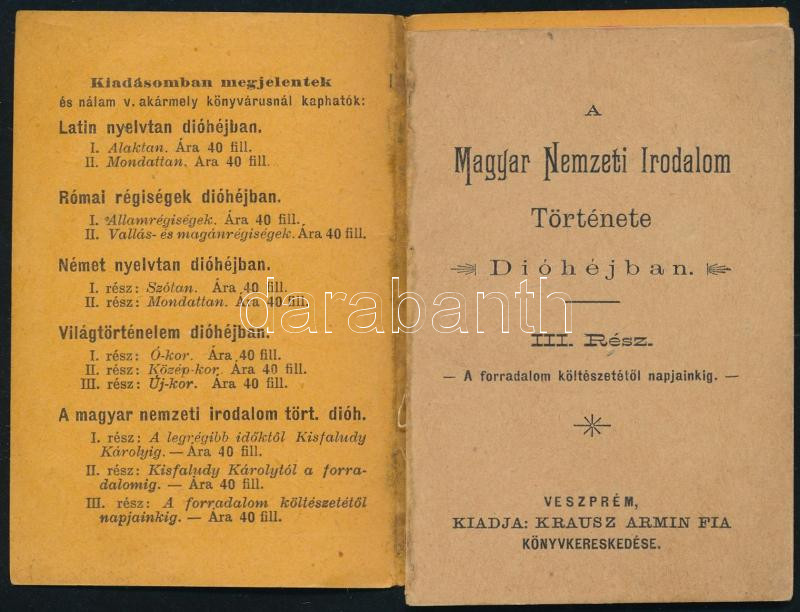 Kiadásomban megjelentek
és nálam v. akármely könyvárusnál kaphatók:
Latin nyelvtan dióhéjban.
I. Alaktan. Ára 40 fill.
II. Mondattan. Ára 40 fill.
Római régiségek dióhéjban.
I. Államrégiségek. Ára 40 fill.
II. Vallás- és magánrégiségek. Ára 40 fill.
Német nyelvtan dióhéjban.
I. rész: Szótan. Ára 40 fill.
II. rész: Mondattan. Ára 40 fill.
Világtörténelem dióhéjban.
I. rész: Ó-kor. Ára 40 fill.
II. rész: Közép-kor. Ára 40 fill.
III. rész: Új-kor. Ára 40 fill.
A magyar nemzeti irodalom tört. dióh.
I. rész: A legrégibb időktől Kisfaludy
Károlyig. — Ára 40 fill.
II. rész: Kisfaludy Károlytól a forra-
dalomig. — Ára 40 fill.
III. rész: A forradalom költészetétől
napjainkig. — Ára 40 fill.
A
Magyar Nemzeti Irodalom
Története
Dióhéjban.
III. Rész.
— A forradalom költészetétől napjainkig. —
VESZPRÉM,
KIADJA: KRAUSZ ARMIN FIA
KÖNYVKERESKEDÉSE.
darabanth